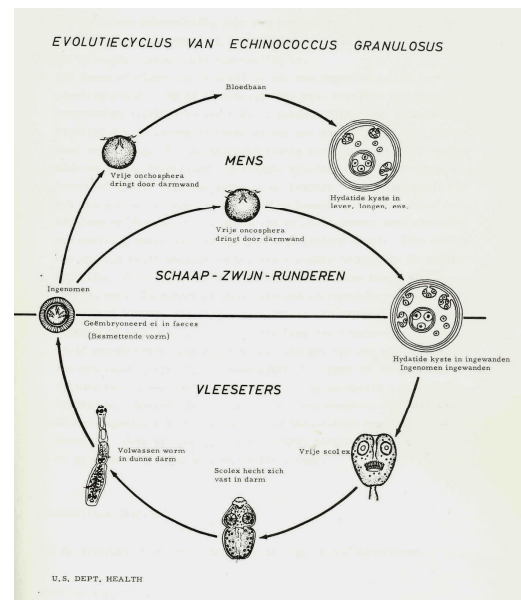 EVOLUTIECYCLUS VAN ECHINOCOCCUS GRANULOSUS
Bloedbaan
Vrije onchosphera
dringt door darmwand
MENS
Hydatide kyste in
lever, longen, ens.
Vrije oncosphera
dringt door darmwand
SCHAAP - ZWIJN - RUNDEREN
Ingenomen
Geëmbryoneerd ei in faeces
(Besmettende vorm)
Hydatide kyste in ingewanden
Ingenomen ingewanden
VLEESETERS
Volwassen worm
in dunne darm
Vrije scolex
Scolex hecht zich
vast in darm
U.S. DEPT. HEALTH